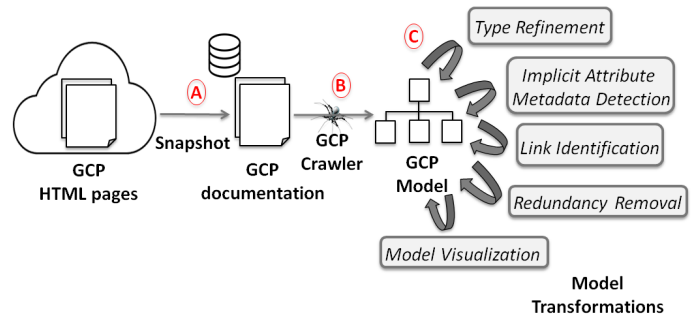 C
Type Refinement
A
B
Implicit Attribute
Metadata Detection
Snapshot
GCP
Crawler
Link Identification
GCP
HTML pages
GCP
documentation
GCP
Model
Redundancy Removal
Model Visualization
Model
Transformations